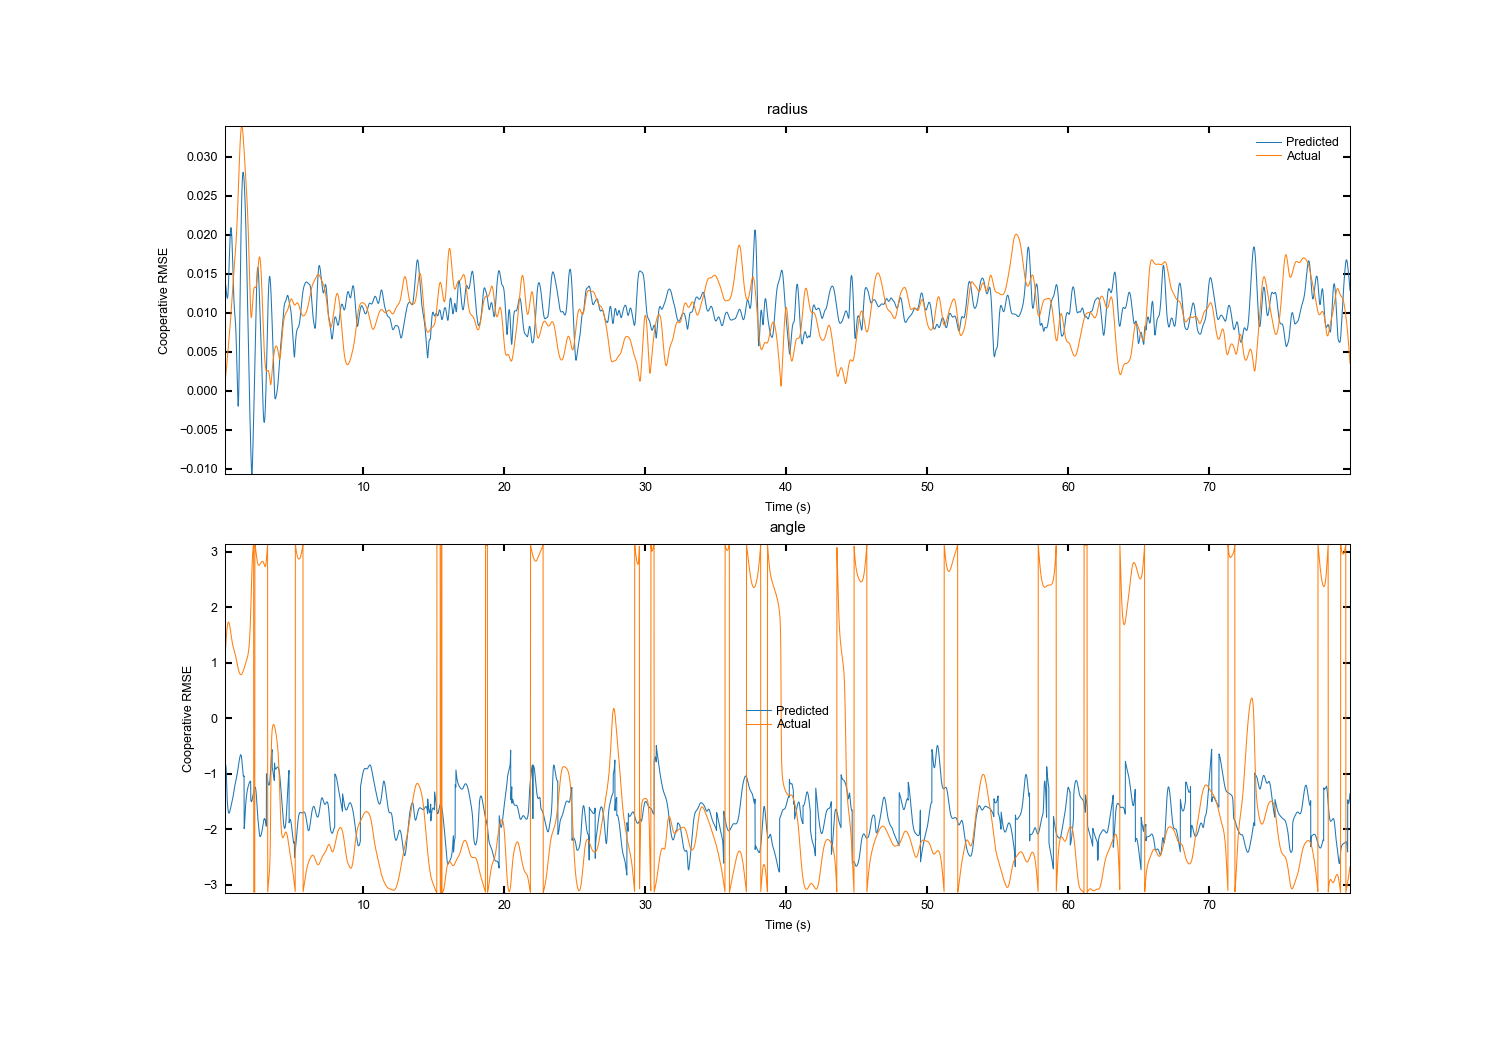 radius
0.030
0.025
0.020
0.015
0.010
0.005
0.000
−0.005
−0.010
Cooperative RMSE
Predicted
Actual
10 20 30 40 50 60 70
Time (s)
angle
3
2
1
0
−1
−2
−3
Cooperative RMSE
Predicted
Actual
10 20 30 40 50 60 70
Time (s)